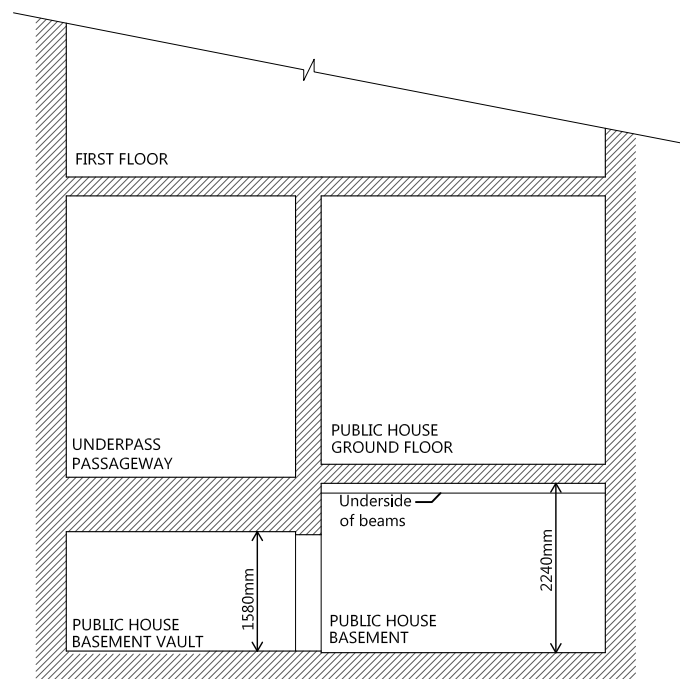 FIRST FLOOR
UNDERPASS
PASSAGEWAY
PUBLIC HOUSE
GROUND FLOOR
Underside
of beams
2240mm
1580mm
PUBLIC HOUSE
BASEMENT VAULT
PUBLIC HOUSE
BASEMENT